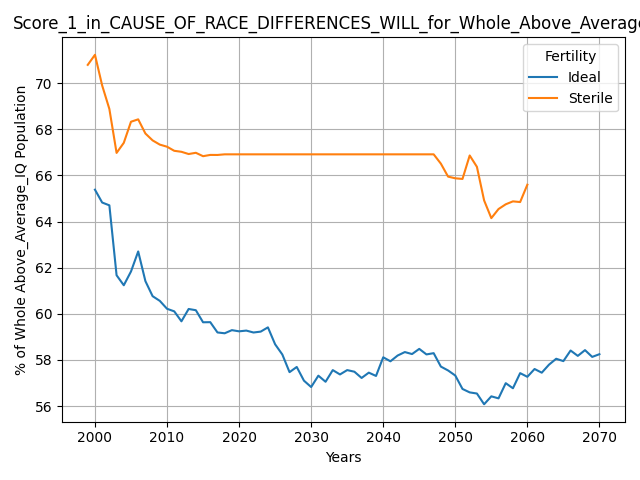 Score_1_in_CAUSE_OF_RACE_DIFFERENCES_WILL_for_Whole_Above_Average
Fertility
Ideal
Sterile
% of Whole Above_Average_IQ Population
70
68
66
64
62
60
58
56
2000 2010 2020 2030 2040 2050 2060 2070
Years